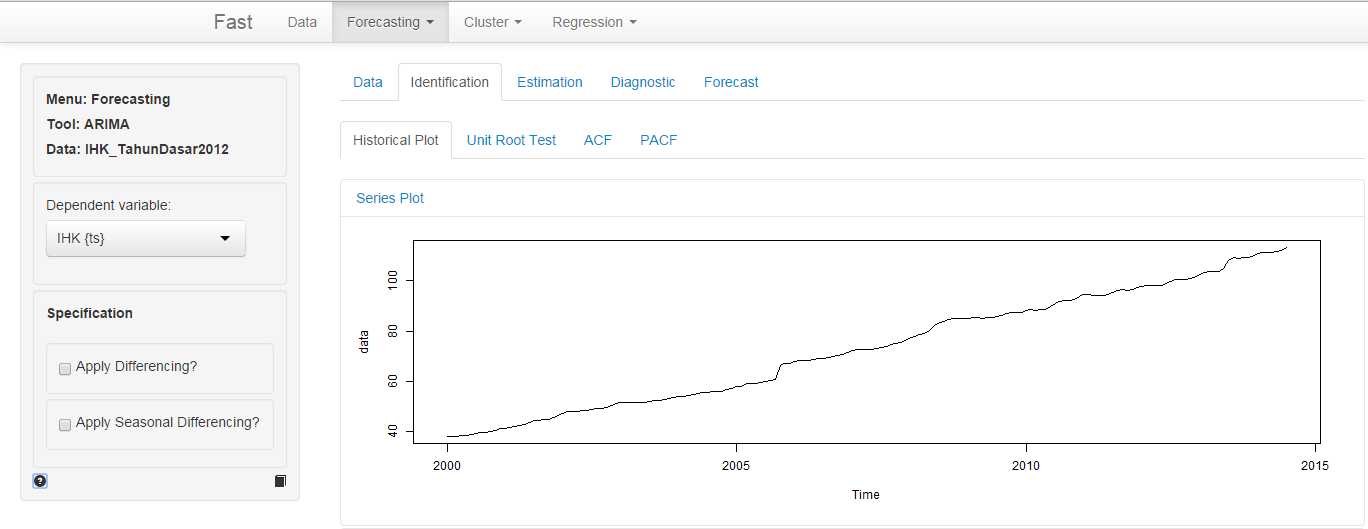 Fast Data Forecasting Cluster Regression
Menu: Forecasting
Tool: ARIMA
Data: IHK_TahunDasar2012
Dependent variable:
IHK {ts}
Specification
Apply Differencing?
Apply Seasonal Differencing?
?
Data Identification Estimation Diagnostic Forecast
Historical Plot Unit Root Test ACF PACF
Series Plot
data
100
80
60
40
2000 2005 2010 2015
Time